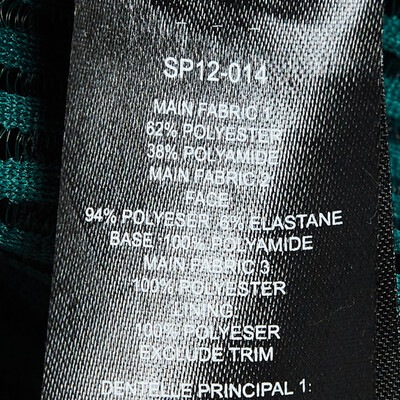 SP12-014
MAIN FABRIC 1
62% POLYESTER
38% POLYAMIDE
MAIN FABRIC 2
FACE
94% POLYESER 6% ELASTANE
BASE 100% POLYAMIDE
MAIN FABRIC 3
100% POLYESTER
LINING
100% POLYESER
EXCLUDE TRIM
DENTELLE PRINCIPAL 1: